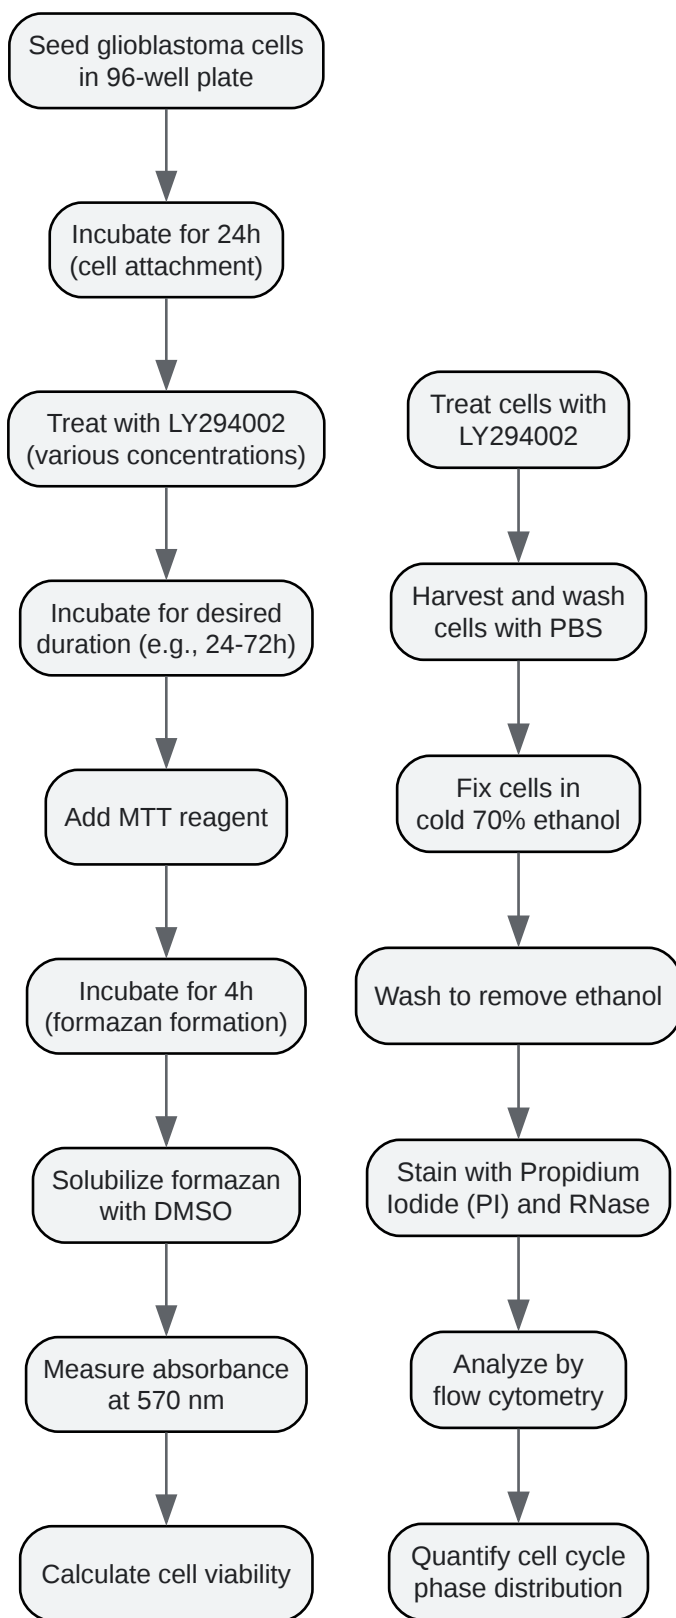 Seed glioblastoma cells
in 96-well plate
Incubate for 24h
(cell attachment)
Treat with LY294002
(various concentrations)
Incubate for desired
duration (e.g., 24-72h)
Add MTT reagent
Incubate for 4h
(formazan formation)
Solubilize formazan
with DMSO
Measure absorbance
at 570 nm
Calculate cell viability
Treat cells with
LY294002
Harvest and wash
cells with PBS
Fix cells in
cold 70% ethanol
Wash to remove ethanol
Stain with Propidium
Iodide (PI) and RNase
Analyze by
flow cytometry
Quantify cell cycle
phase distribution